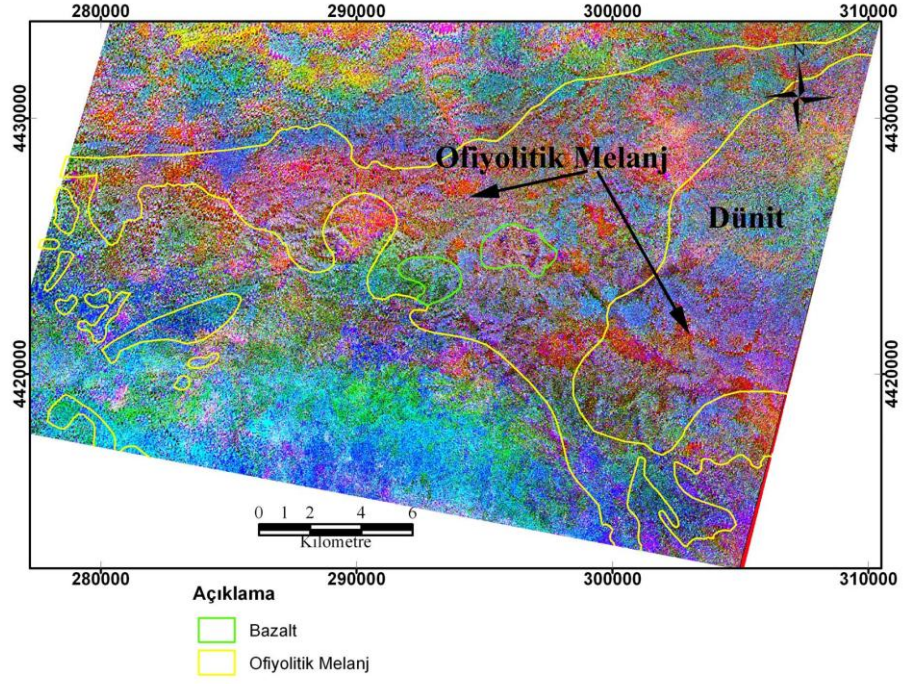 280000 290000 300000 310000
N
4430000 4430000
Ofiyolitik Melanj
Dünit
4420000 4420000
0 1 2 4 6
Kilometre
280000 290000 300000 310000
Açıklama
Bazalt
Ofiyolitik Melanj